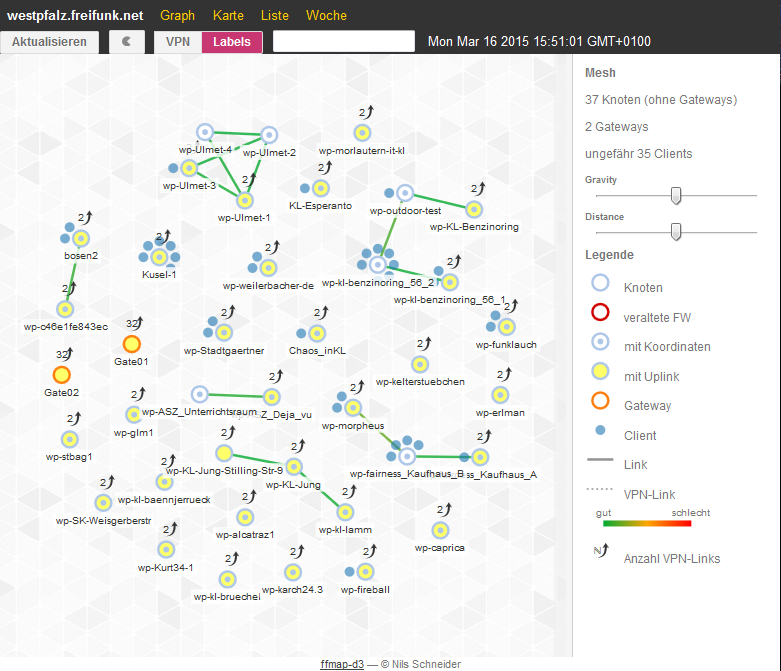 westpfalz.freifunk.net Graph Karte Liste Woche
Aktualisieren VPN Labels Mon Mar 16 2015 15:51:01 GMT+0100
Mesh
37 Knoten (ohne Gateways)
2 Gateways
ungefähr 35 Clients
Gravity
Distance
Legende
Knoten
veraltete FW
mit Koordinaten
mit Uplink
Gateway
Client
Link
VPN-Link
gut schlecht
N
Anzahl VPN-Links
2
wp-morlautern-it-kl
wp-Ulmet-4
wp-Ulmet-2
wp-Ulmet-3
2
wp-Ulmet-1
2
KL-Esperanto
wp-outdoor-test
2
wp-KL-Benzinoring
2
bosen2
2
Kusel-1
2
wp-weilerbacher-de
wp-kl-benzinoring_56_2
2
wp-kl-benzinoring_56_1
2
wp-c46e1fe843ec
32
Gate01
2
wp-Stadtgaertner
2
Chaos_inKL
2
wp-funklauch
32
Gate02
2
wp-kelterstuebchen
2
wp-erlman
2
wp-glm1
wp-ASZ_Unterrichtsraum
2
Z_Deja_vu
2
wp-morpheus
2
wp-stbag1
2
wp-KL-Jung-Stilling-Str-9
2
wp-KL-Jung
wp-fairness_Kaufhaus_B
2
ss_Kaufhaus_A
2
wp-kl-baennjerrueck
2
wp-SK-Weisgerberstr
2
wp-alcatraz1
2
wp-kl-lamm
2
wp-caprica
2
wp-Kurt34-1
2
wp-kl-bruechel
2
wp-karch24.3
2
wp-fireball
ffmap-d3 — © Nils Schneider